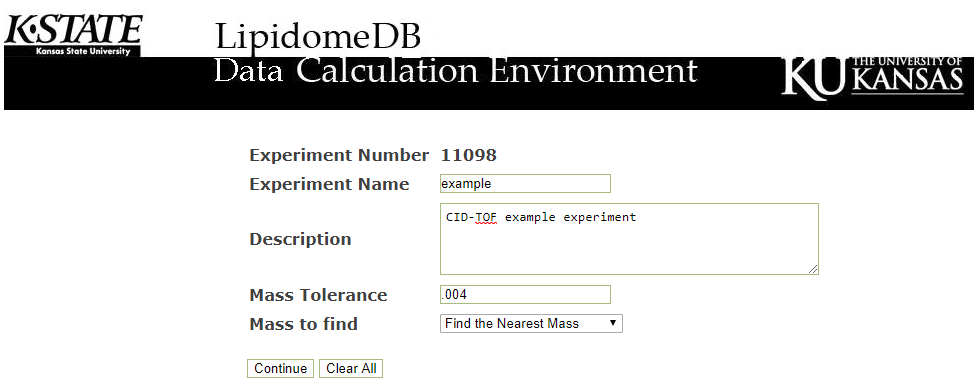 K·STATE
Kansas State University
LipidomeDB
Data Calculation Environment
KU THE UNIVERSITY OF
KANSAS
Experiment Number 11098
Experiment Name example
Description CID-TOF example experiment
Mass Tolerance .004
Mass to find Find the Nearest Mass
Continue Clear All